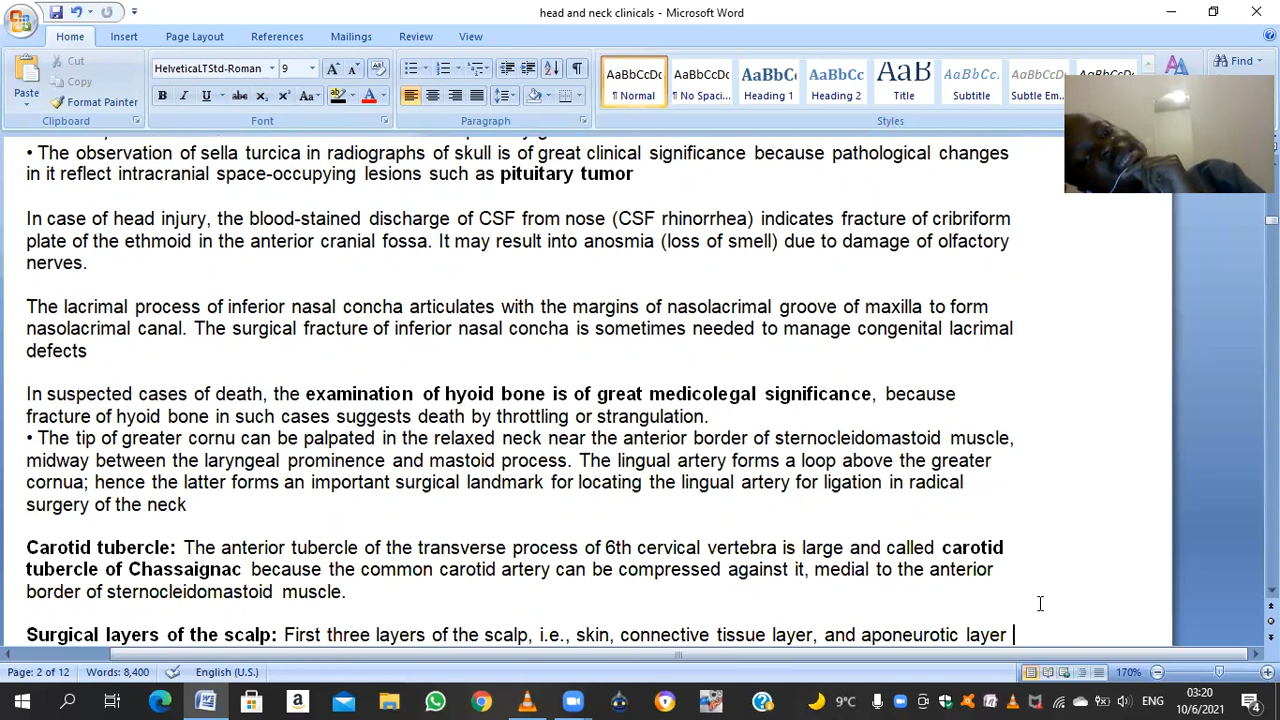 head and neck clinicals - Microsoft Word
Home Insert Page Layout References Mailings Review View
Cut
Copy
Format Painter
Paste
HelveticaLTStd-Roman 9
AaBbCcDc AaBbCcDc AaBbCc AaBbCc AaB AaBbCc. AaBbCcDc AaBbCcDc
¶ Normal ¶ No Spaci... Heading 1 Heading 2 Title Subtitle Subtle Em...
Find
Clipboard Font Paragraph Styles
• The observation of sella turcica in radiographs of skull is of great clinical significance because pathological changes
in it reflect intracranial space-occupying lesions such as pituitary tumor
In case of head injury, the blood-stained discharge of CSF from nose (CSF rhinorrhea) indicates fracture of cribriform
plate of the ethmoid in the anterior cranial fossa. It may result into anosmia (loss of smell) due to damage of olfactory
nerves.
The lacrimal process of inferior nasal concha articulates with the margins of nasolacrimal groove of maxilla to form
nasolacrimal canal. The surgical fracture of inferior nasal concha is sometimes needed to manage congenital lacrimal
defects
In suspected cases of death, the examination of hyoid bone is of great medicolegal significance, because
fracture of hyoid bone in such cases suggests death by throttling or strangulation.
• The tip of greater cornu can be palpated in the relaxed neck near the anterior border of sternocleidomastoid muscle,
midway between the laryngeal prominence and mastoid process. The lingual artery forms a loop above the greater
cornua; hence the latter forms an important surgical landmark for locating the lingual artery for ligation in radical
surgery of the neck
Carotid tubercle: The anterior tubercle of the transverse process of 6th cervical vertebra is large and called carotid
tubercle of Chassaignac because the common carotid artery can be compressed against it, medial to the anterior
border of sternocleidomastoid muscle.
Surgical layers of the scalp: First three layers of the scalp, i.e., skin, connective tissue layer, and aponeurotic layer
Page: 2 of 12 Words: 8,400 English (U.S.) 170%
9°C ENG 03:20
10/6/2021